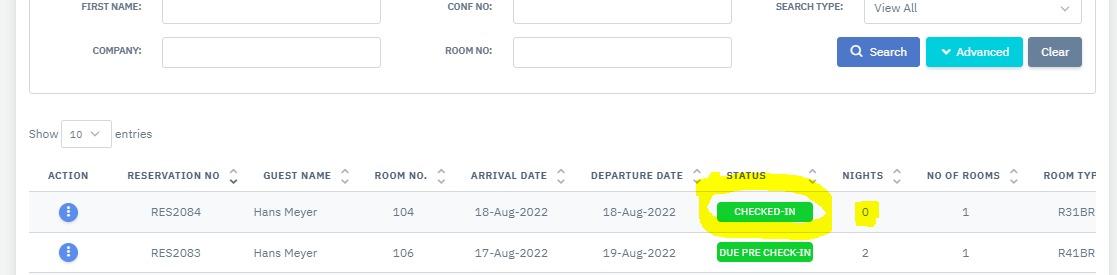 FIRST NAME: CONF NO: SEARCH TYPE: View All
COMPANY: ROOM NO: Search Advanced Clear
Show 10 entries
ACTION RESERVATION NO GUEST NAME ROOM NO. ARRIVAL DATE DEPARTURE DATE STATUS NIGHTS NO OF ROOMS ROOM TYP
RES2084 Hans Meyer 104 18-Aug-2022 18-Aug-2022 CHECKED-IN 0 1 R31BR
RES2083 Hans Meyer 106 17-Aug-2022 19-Aug-2022 DUE PRE CHECK-IN 2 1 R41BR